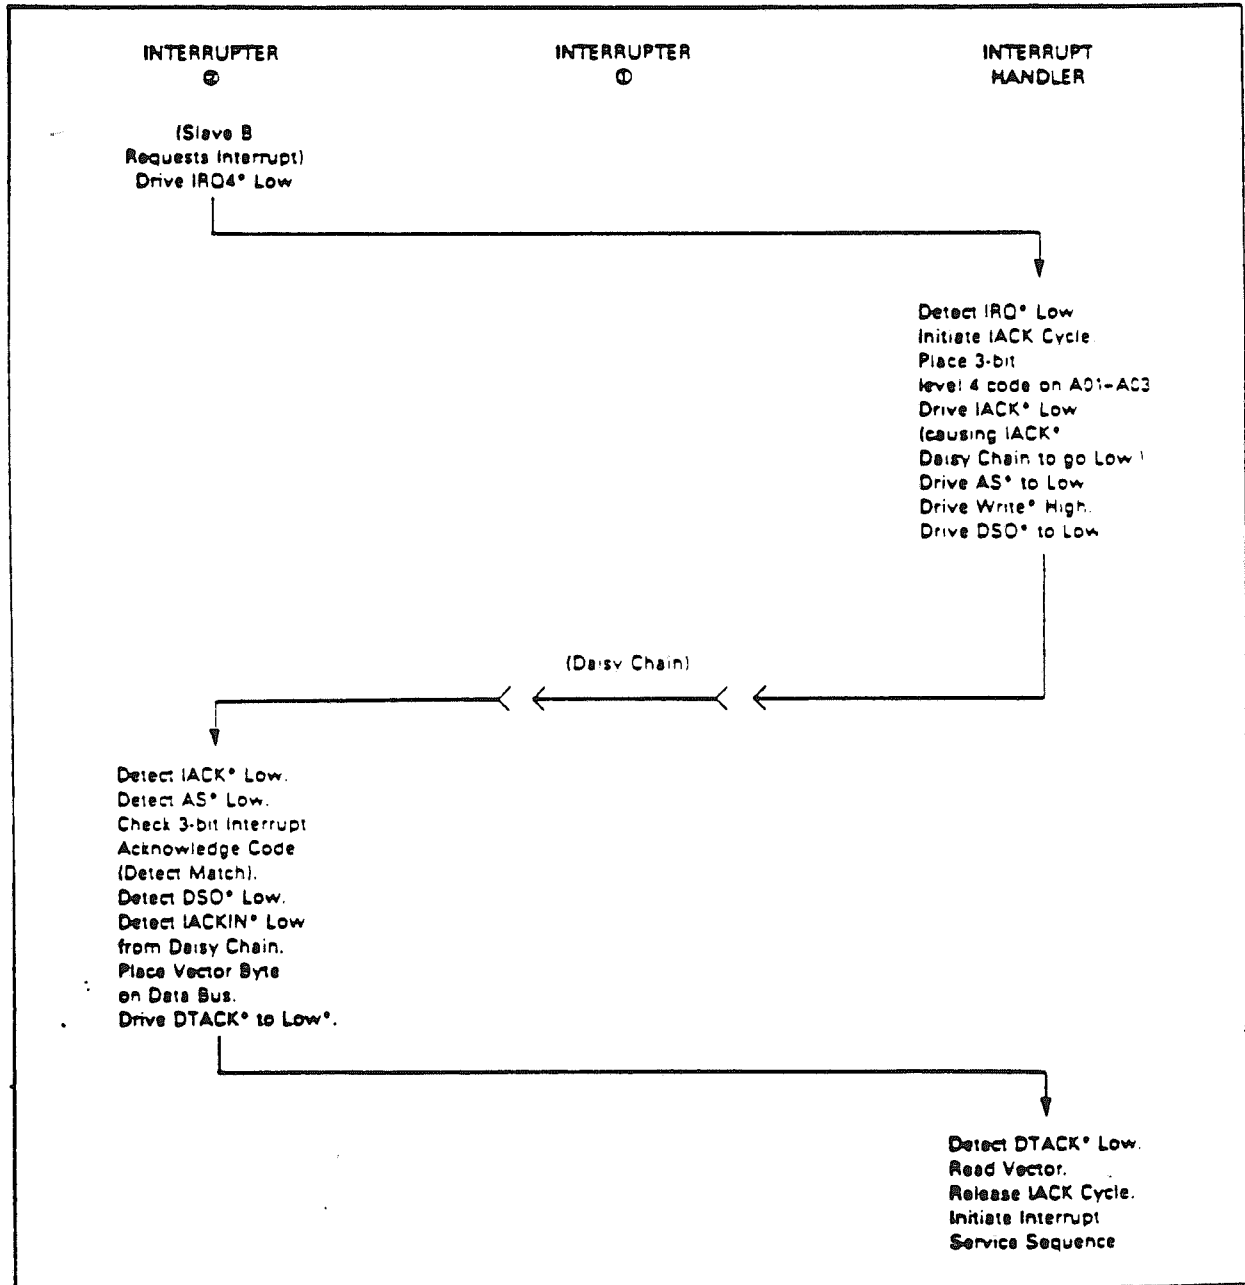 INTERRUPTER
②
INTERRUPTER
①
INTERRUPT
HANDLER
(Slave B
Requests Interrupt)
Drive IRQ4* Low
Detect IRQ* Low
Initiate IACK Cycle.
Place 3-bit
level 4 code on A01-A03
Drive IACK* Low
(causing IACK*
Daisy Chain to go Low)
Drive AS* to Low
Drive Write* High.
Drive DSO* to Low
(Daisy Chain)
Detect IACK* Low.
Detect AS* Low.
Check 3-bit Interrupt
Acknowledge Code
(Detect Match).
Detect DSO* Low.
Detect IACKIN* Low
from Daisy Chain.
Place Vector Byte
on Data Bus.
Drive DTACK* to Low*.
Detect DTACK* Low.
Read Vector.
Release IACK Cycle.
Initiate Interrupt
Service Sequence